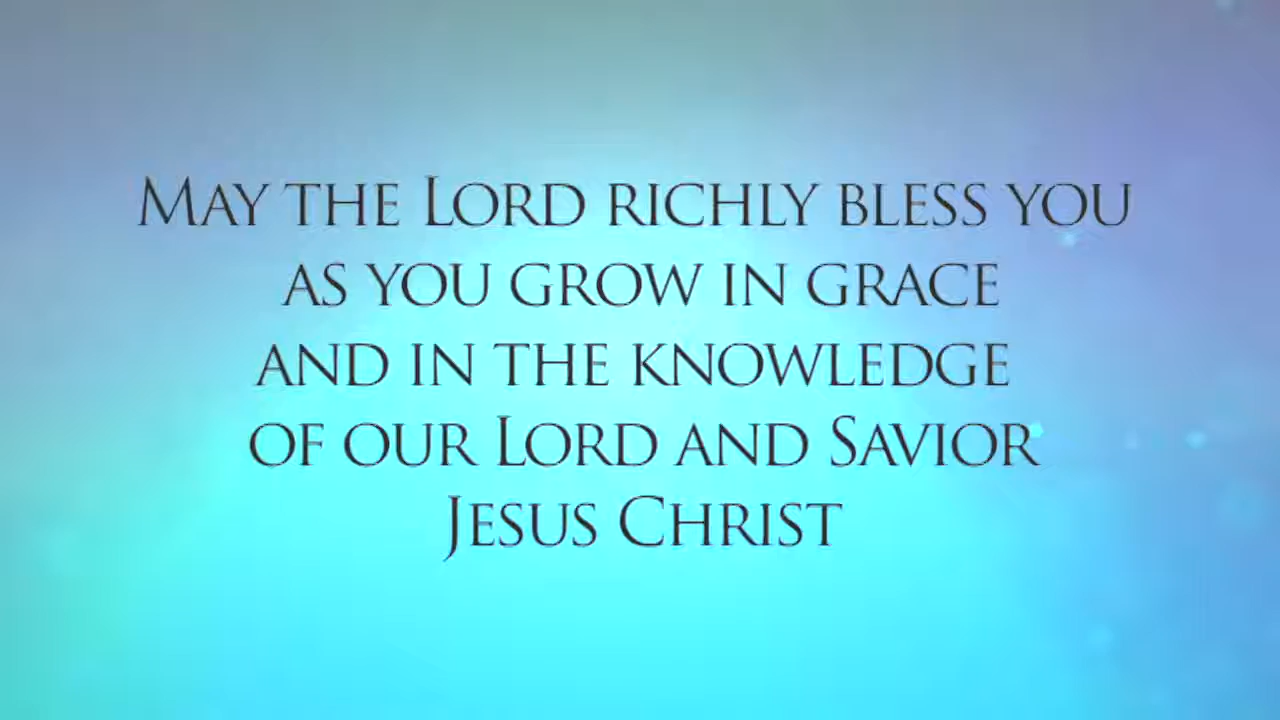 May the Lord richly bless you
as you grow in grace
and in the knowledge
of our Lord and Savior
Jesus Christ